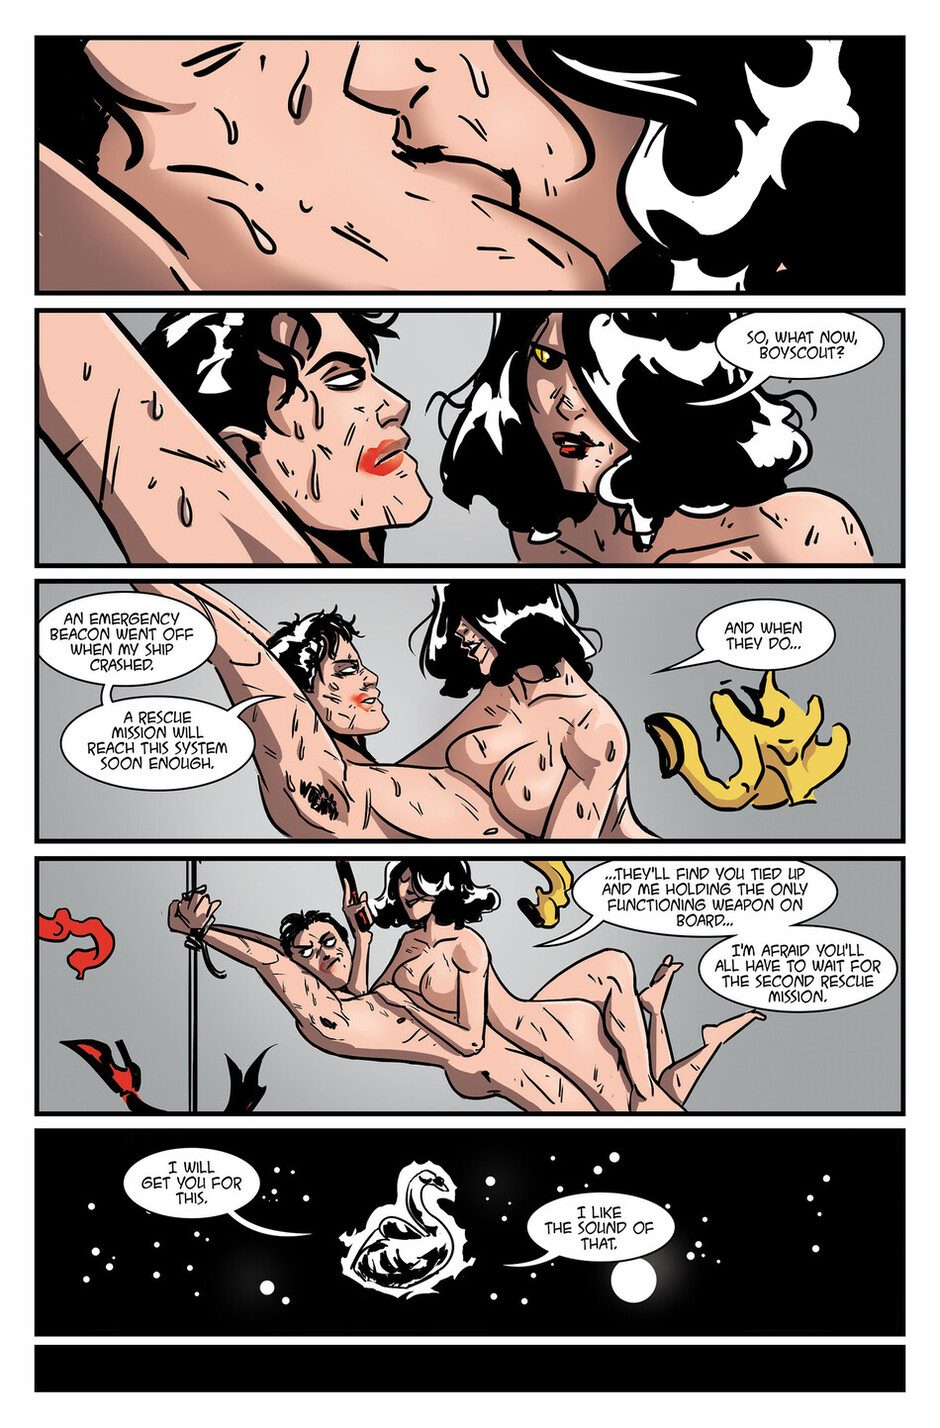 SO, WHAT NOW,
BOYSCOUT?
AN EMERGENCY
BEACON WENT OFF
WHEN MY SHIP
CRASHED.
A RESCUE
MISSION WILL
REACH THIS SYSTEM
SOON ENOUGH.
AND WHEN
THEY DO...
...THEY'LL FIND YOU TIED UP
AND ME HOLDING THE ONLY
FUNCTIONING WEAPON ON
BOARD...
I'M AFRAID YOU'LL
ALL HAVE TO WAIT FOR
THE SECOND RESCUE
MISSION.
I WILL
GET YOU FOR
THIS.
I LIKE
THE SOUND OF
THAT.